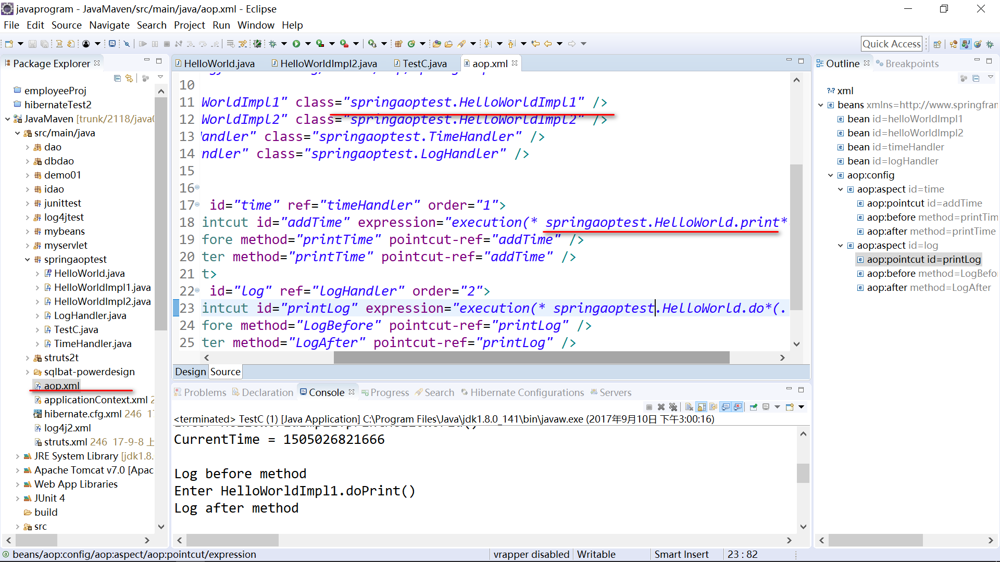 javaprogram - JavaMaven/src/main/java/aop.xml - Eclipse
File Edit Source Navigate Search Project Run Window Help
Quick Access
Package Explorer
employeeProj
hibernateTest2
JavaMaven [trunk/2118/java
src/main/java
dao
dbdao
demo01
idao
junittest
log4jtest
mybeans
myservlet
springaoptest
HelloWorld.java
HelloWorldImpl1.java
HelloWorldImpl2.java
LogHandler.java
TestC.java
TimeHandler.java
struts2t
sqlbat-powerdesign
aop.xml
applicationContext.xml 2
hibernate.cfg.xml 246 17
log4j2.xml
struts.xml 246 17-9-8 上
JRE System Library [jdk1.8.
Apache Tomcat v7.0 [Apac
Web App Libraries
JUnit 4
build
src
HelloWorld.java HelloWorldImpl2.java TestC.java aop.xml
10
11 WorldImpl1" class="springaoptest.HelloWorldImpl1" />
12 WorldImpl2" class="springaoptest.HelloWorldImpl2" />
13 Handler" class="springaoptest.TimeHandler" />
14 ndler" class="springaoptest.LogHandler" />
15
16
17 id="time" ref="timeHandler" order="1">
18 intcut id="addTime" expression="execution(* springaoptest.HelloWorld.print*
19 fore method="printTime" pointcut-ref="addTime" />
20 ter method="printTime" pointcut-ref="addTime" />
21 t>
22 id="log" ref="logHandler" order="2">
23 intcut id="printLog" expression="execution(* springaoptest.HelloWorld.do*(.
24 fore method="LogBefore" pointcut-ref="printLog" />
25 ter method="LogAfter" pointcut-ref="printLog" />
Design Source
Problems Declaration Console Progress Search Hibernate Configurations Servers
<terminated> TestC (1) [Java Application] C:\Program Files\Java\jdk1.8.0_141\bin\javaw.exe (2017年9月10日 下午3:00:16)
CurrentTime = 1505026821666
Log before method
Enter HelloWorldImpl1.doPrint()
Log after method
Outline Breakpoints
xml
beans xmlns=http://www.springfran
bean id=helloWorldImpl1
bean id=helloWorldImpl2
bean id=timeHandler
bean id=logHandler
aop:config
aop:aspect id=time
aop:pointcut id=addTime
aop:before method=printTim
aop:after method=printTime
aop:aspect id=log
aop:pointcut id=printLog
aop:before method=LogBefo
aop:after method=LogAfter
beans/aop:config/aop:aspect/aop:pointcut/expression
vrapper disabled Writable Smart Insert 23 : 82